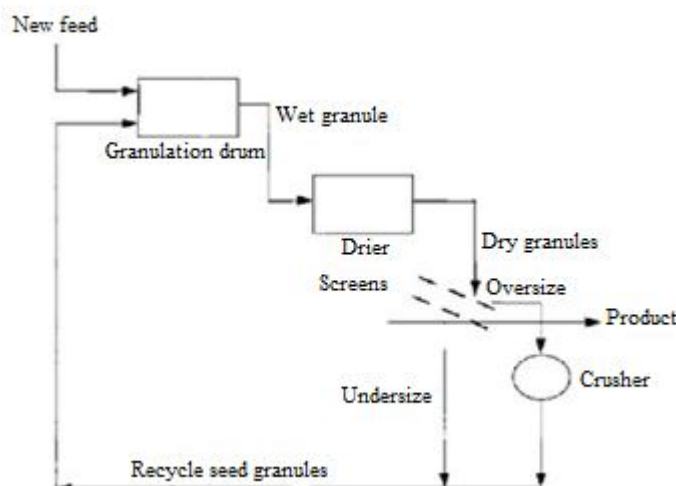 New feed
Wet granule
Granulation drum
Drier
Dry granules
Screens
Oversize
Product
Crusher
Undersize
Recycle seed granules